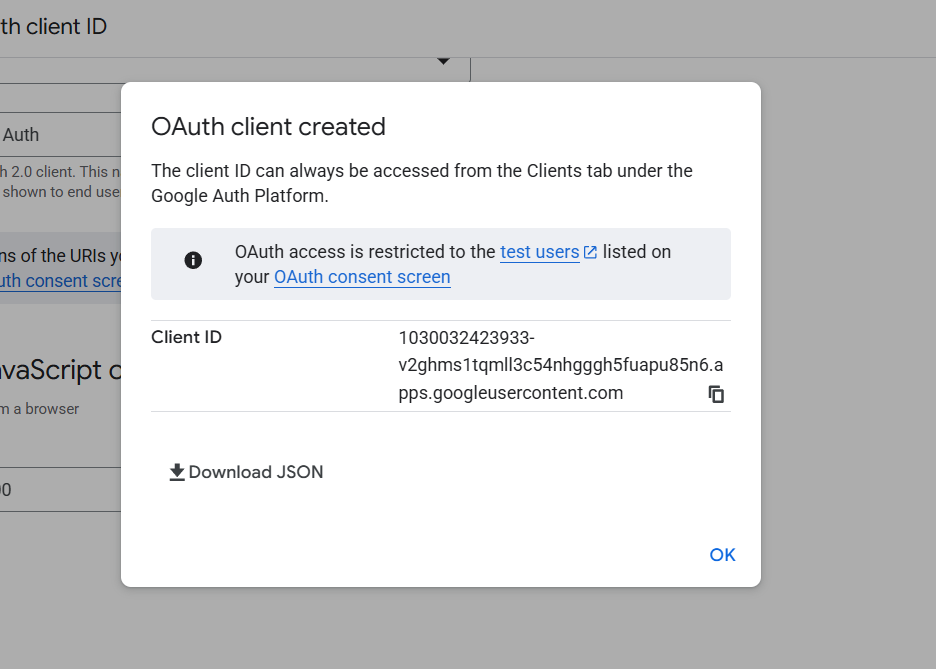 th client ID
OAuth client created
The client ID can always be accessed from the Clients tab under the
Google Auth Platform.
OAuth access is restricted to the test users listed on
your OAuth consent screen
Client ID
1030032423933-
v2ghms1tqmll3c54nhgggh5fuapu85n6.a
pps.googleusercontent.com
Download JSON
OK
Auth
h 2.0 client. This n
shown to end use
ns of the URIs y
uth consent scre
vaScript
m a browser